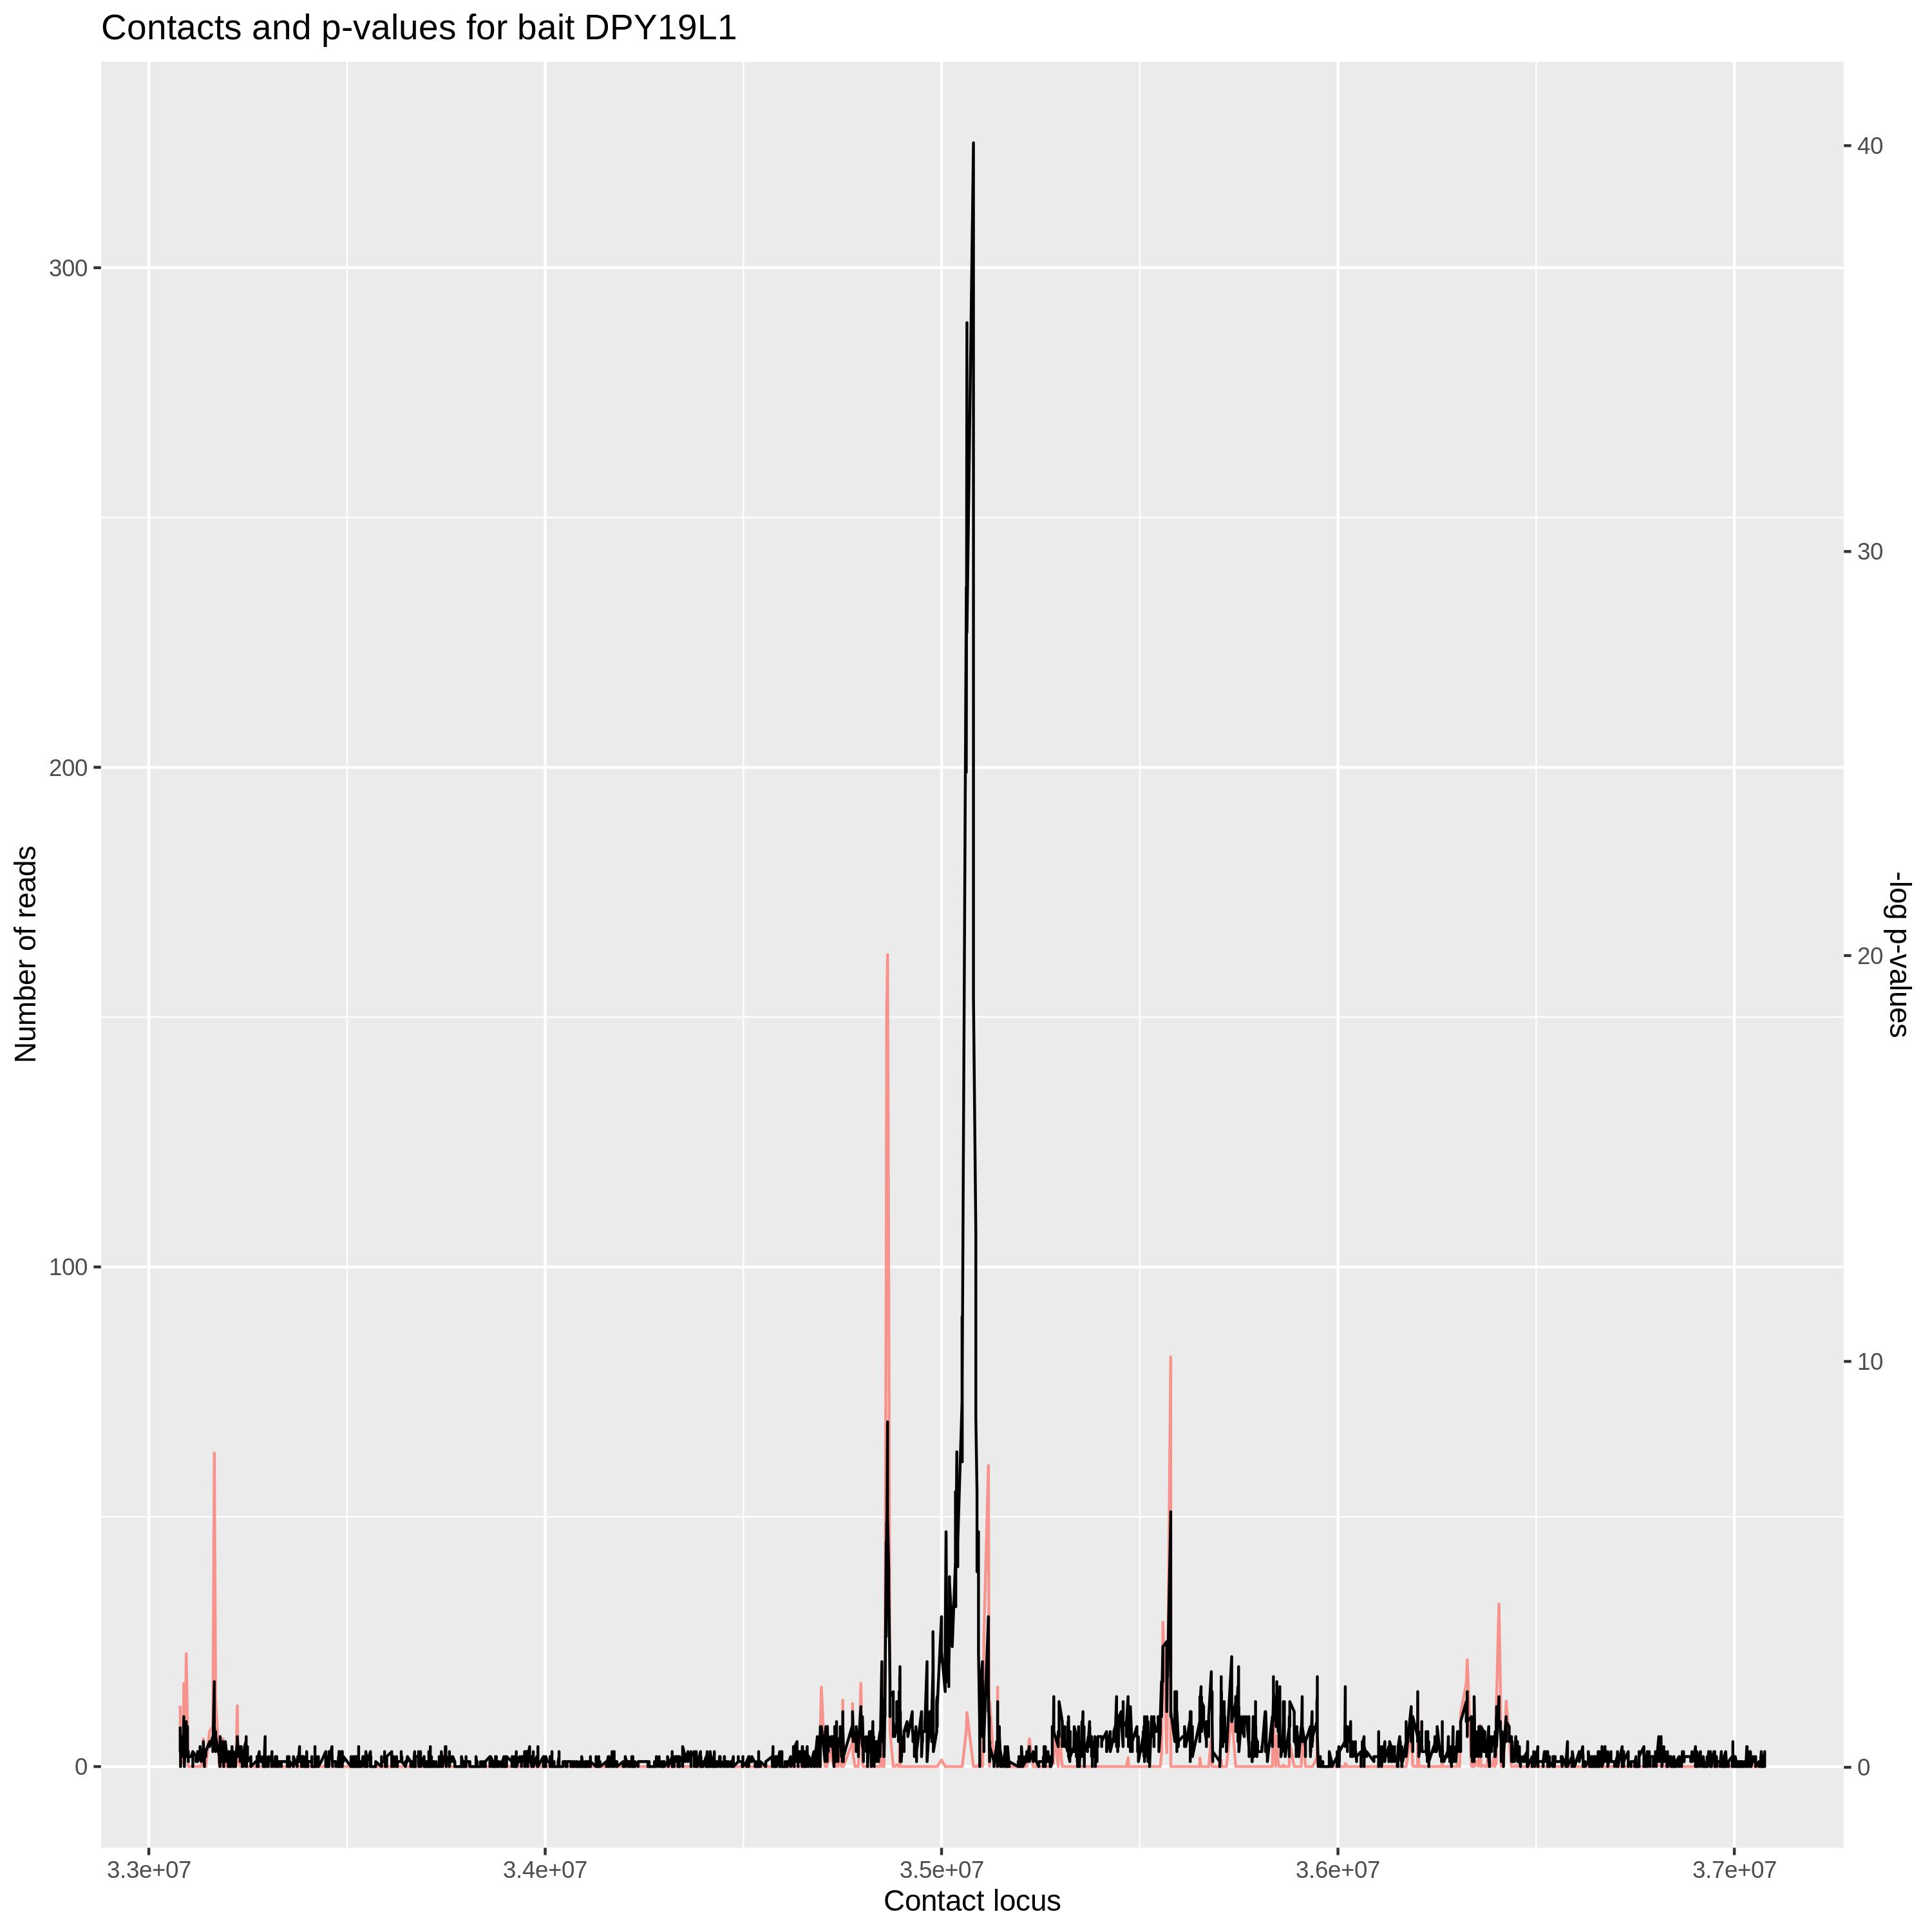 Contacts and p-values for bait DPY19L1
Number of reads
300
200
100
0
40
30
20
10
0
-log p-values
3.3e+07 3.4e+07 3.5e+07 3.6e+07 3.7e+07
Contact locus